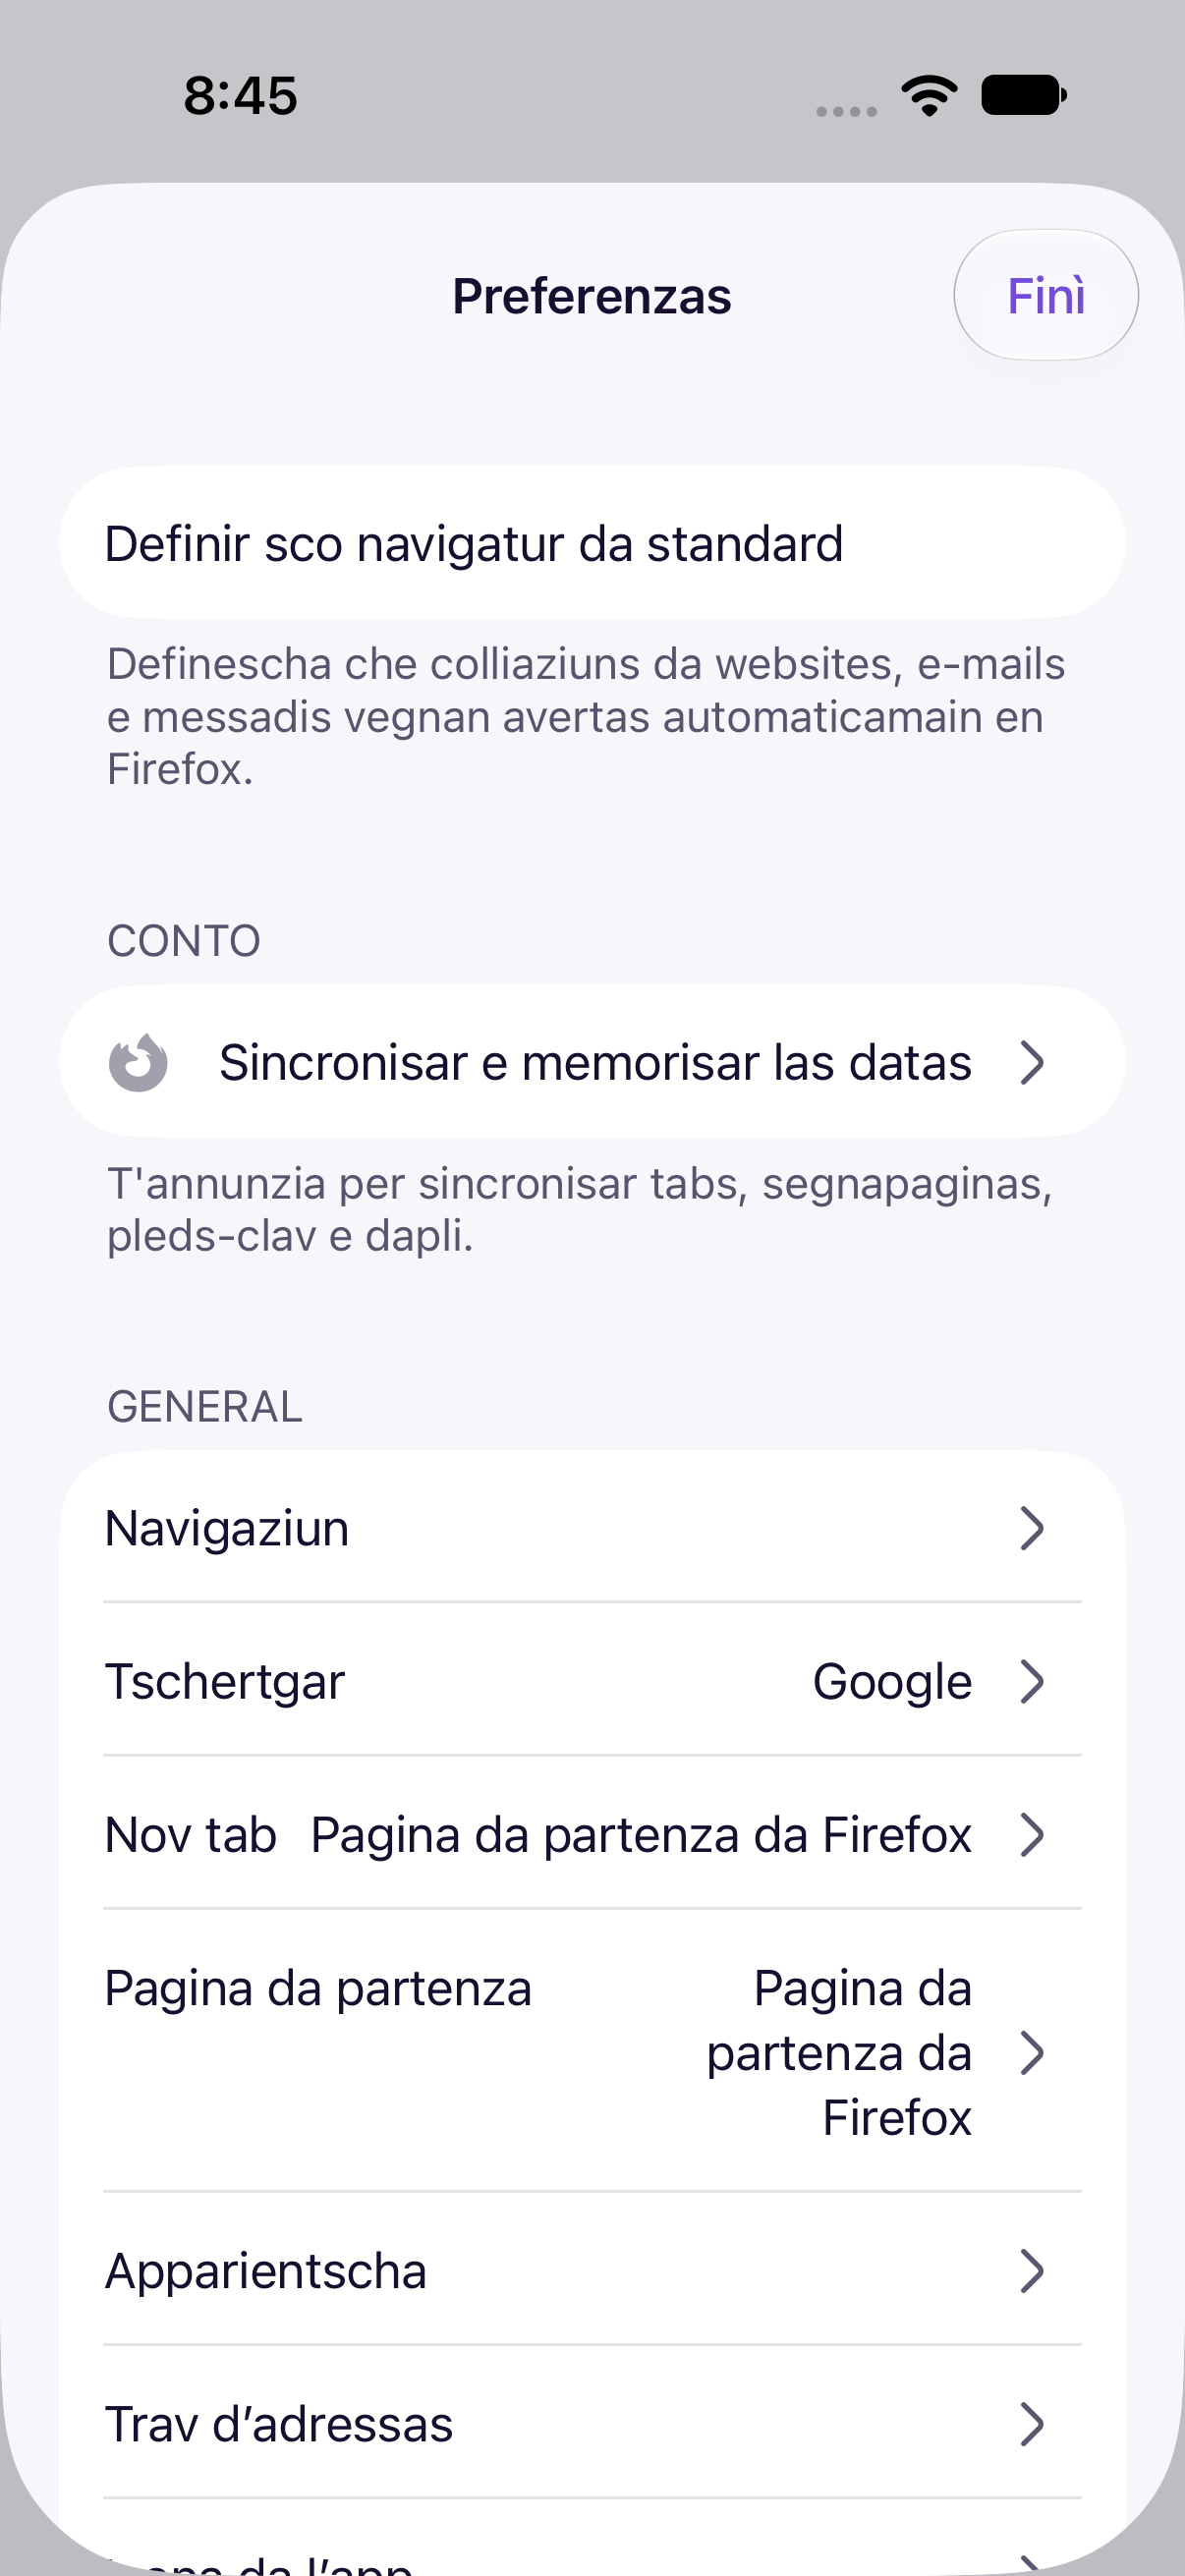 8:45
Preferenzas
Finì
Definir sco navigatur da standard
Definescha che colliaziuns da websites, e-mails
e messadis vegnan avertas automaticamain en
Firefox.
CONTO
Sincronisar e memorisar las datas
T'annunzia per sincronisar tabs, segnapaginas,
pleds-clav e dapli.
GENERAL
Navigaziun
Tschertgar Google
Nov tab Pagina da partenza da Firefox
Pagina da partenza Pagina da
partenza da
Firefox
Apparientscha
Trav d’adressas
da l’app